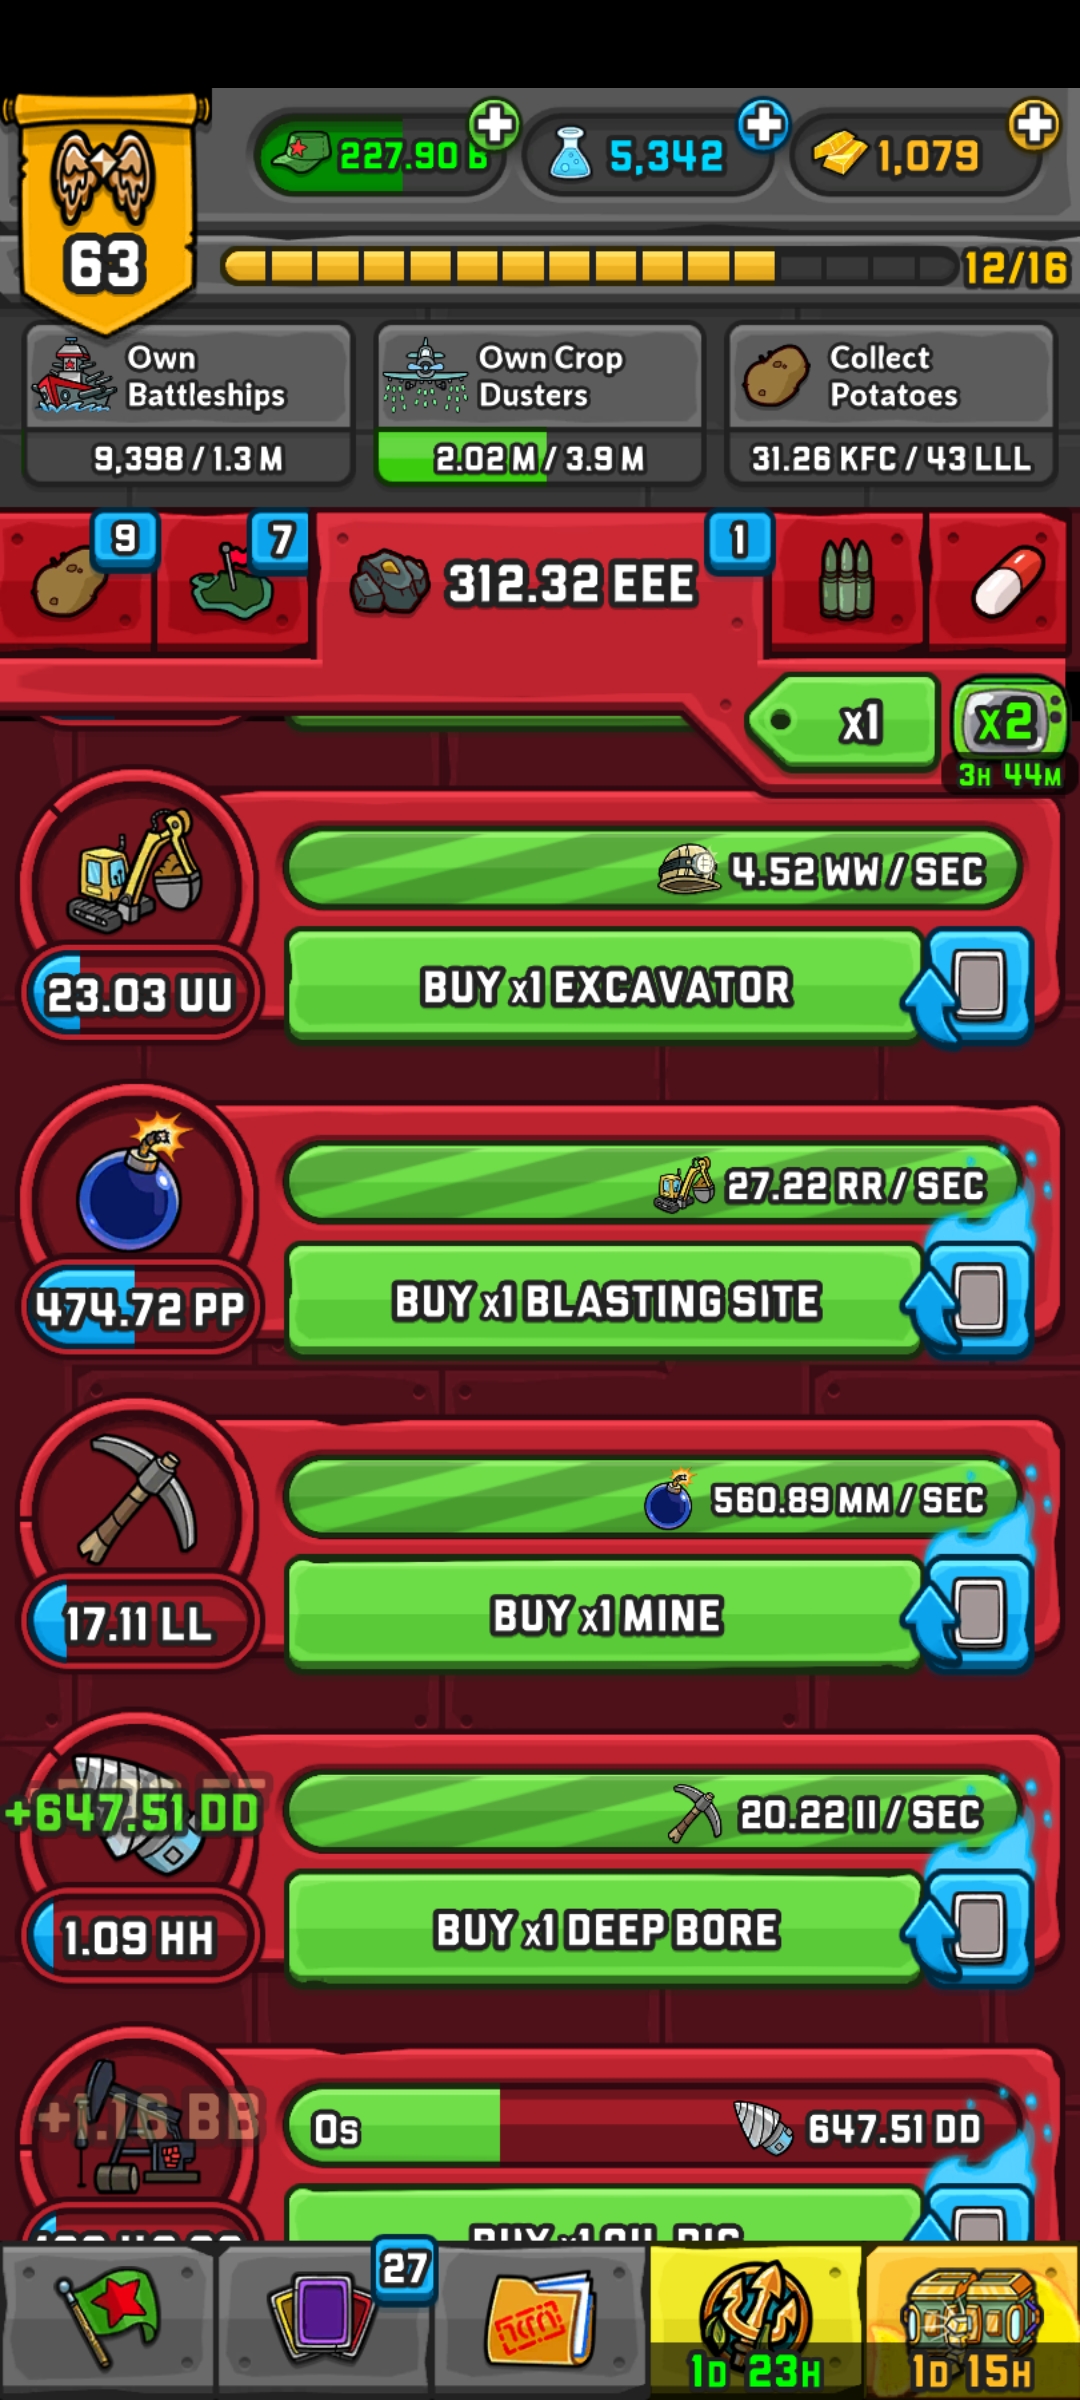 227.90 B
5,342
1,079
63
12/16
Own
Battleships
9,398 / 1.3 M
Own Crop
Dusters
2.02 M / 3.9 M
Collect
Potatoes
31.26 KFC / 43 LLL
9
7
312.32 EEE
1
x1
x2
3H 44M
4.52 WW / SEC
23.03 UU
BUY x1 EXCAVATOR
27.22 RR / SEC
474.72 PP
BUY x1 BLASTING SITE
560.89 MM / SEC
17.11 LL
BUY x1 MINE
+647.51 DD
20.22 II / SEC
1.09 HH
BUY x1 DEEP BORE
+1.16 BB
0s
647.51 DD
BUY x1 OIL RIG
27
1D 23H
1D 15H